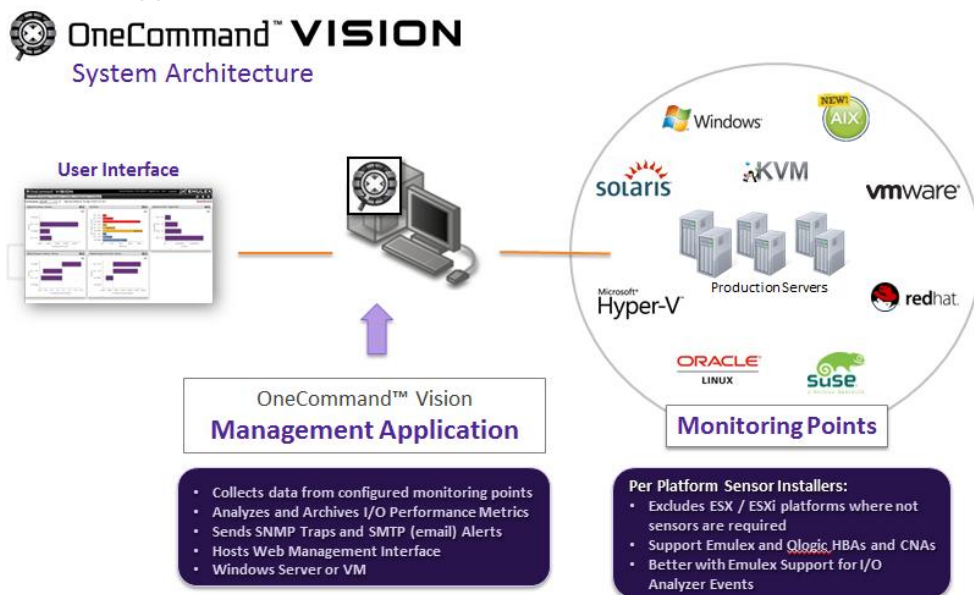 OneCommand™ VISION
System Architecture
User Interface
OneCommand VISION
EMULEX
Windows
NEW!
AIX
solaris
KVM
vmware®
Production Servers
Microsoft®
Hyper-V
redhat.
ORACLE®
LINUX
SUSE
OneCommand™ Vision
Management Application
Monitoring Points
• Collects data from configured monitoring points
• Analyzes and Archives I/O Performance Metrics
• Sends SNMP Traps and SMTP (email) Alerts
• Hosts Web Management Interface
• Windows Server or VM
Per Platform Sensor Installers:
• Excludes ESX / ESXi platforms where not
sensors are required
• Support Emulex and Qlogic HBAs and CNAs
• Better with Emulex Support for I/O
Analyzer Events